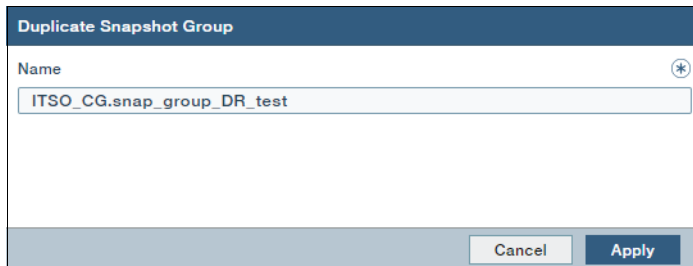 Duplicate Snapshot Group
Name
ITSO_CG.snap_group_DR_test
Cancel
Apply